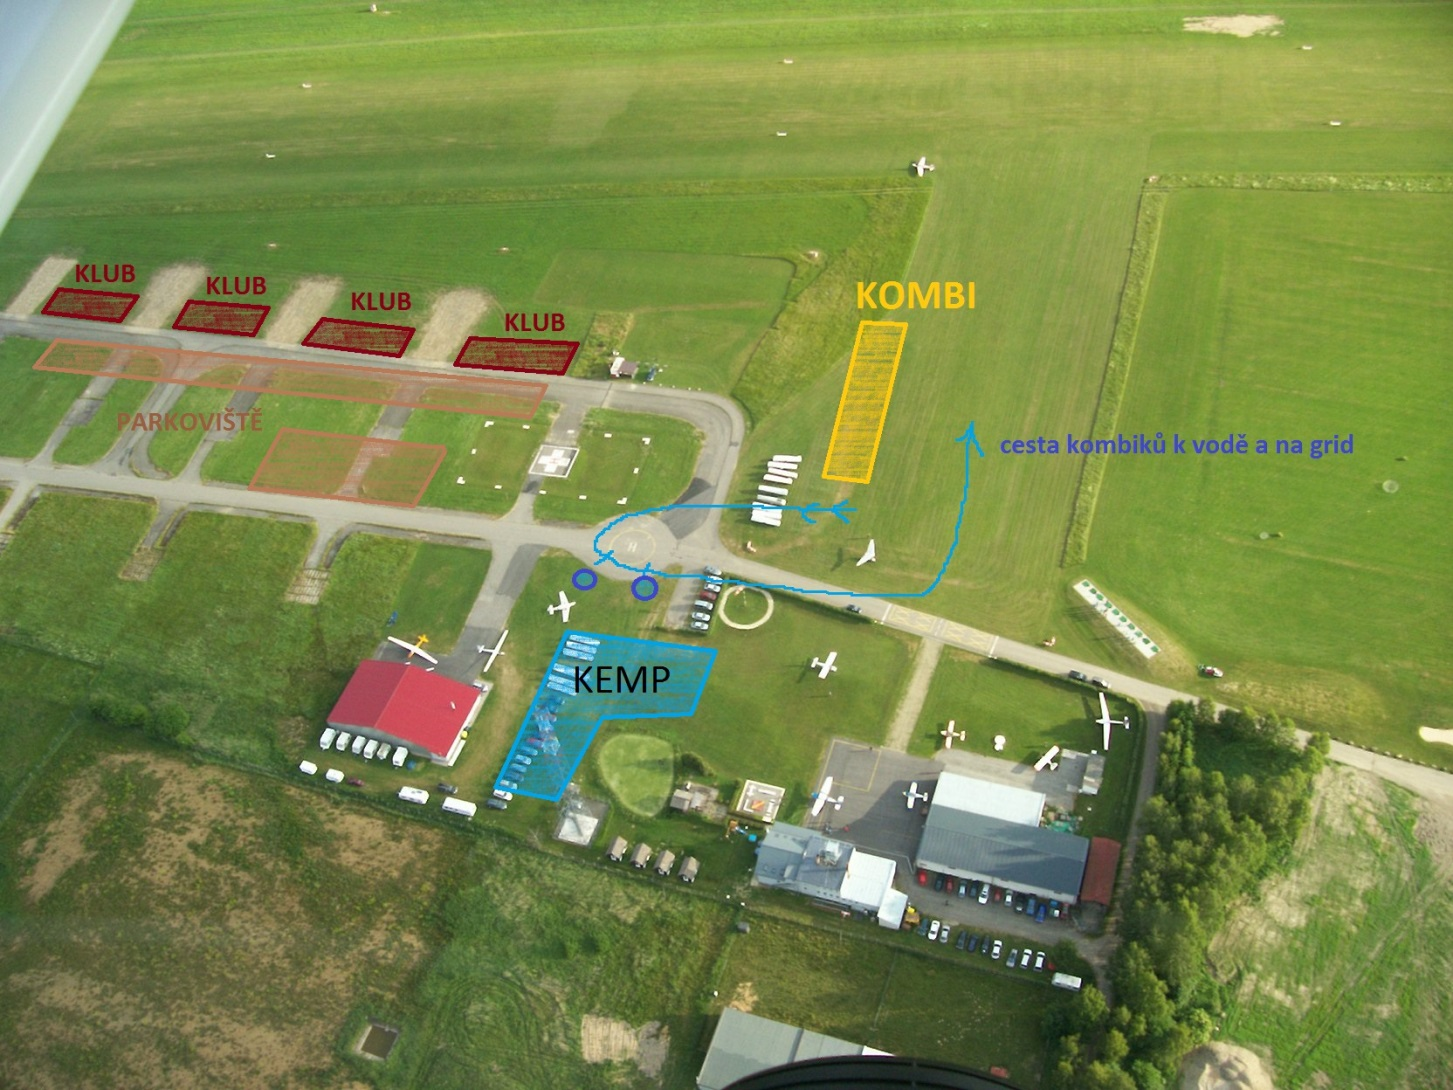 KLUB
KLUB
KLUB
KLUB
KOMBI
PARKOVIŠTĚ
cesta kombiků k vodě a na grid
H
KEMP